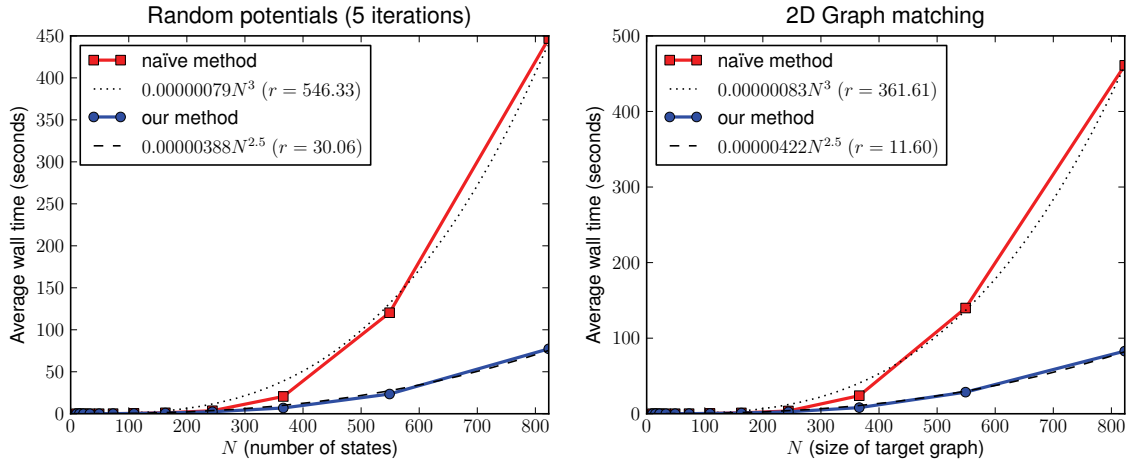 Random potentials (5 iterations)
450
400
350
300
250
200
150
100
50
0
Average wall time (seconds)
naïve method
0.00000079N^3 (r = 546.33)
our method
0.00000388N^2.5 (r = 30.06)
0 100 200 300 400 500 600 700 800
N (number of states)
2D Graph matching
500
400
300
200
100
0
Average wall time (seconds)
naïve method
0.00000083N^3 (r = 361.61)
our method
0.00000422N^2.5 (r = 11.60)
0 100 200 300 400 500 600 700 800
N (size of target graph)